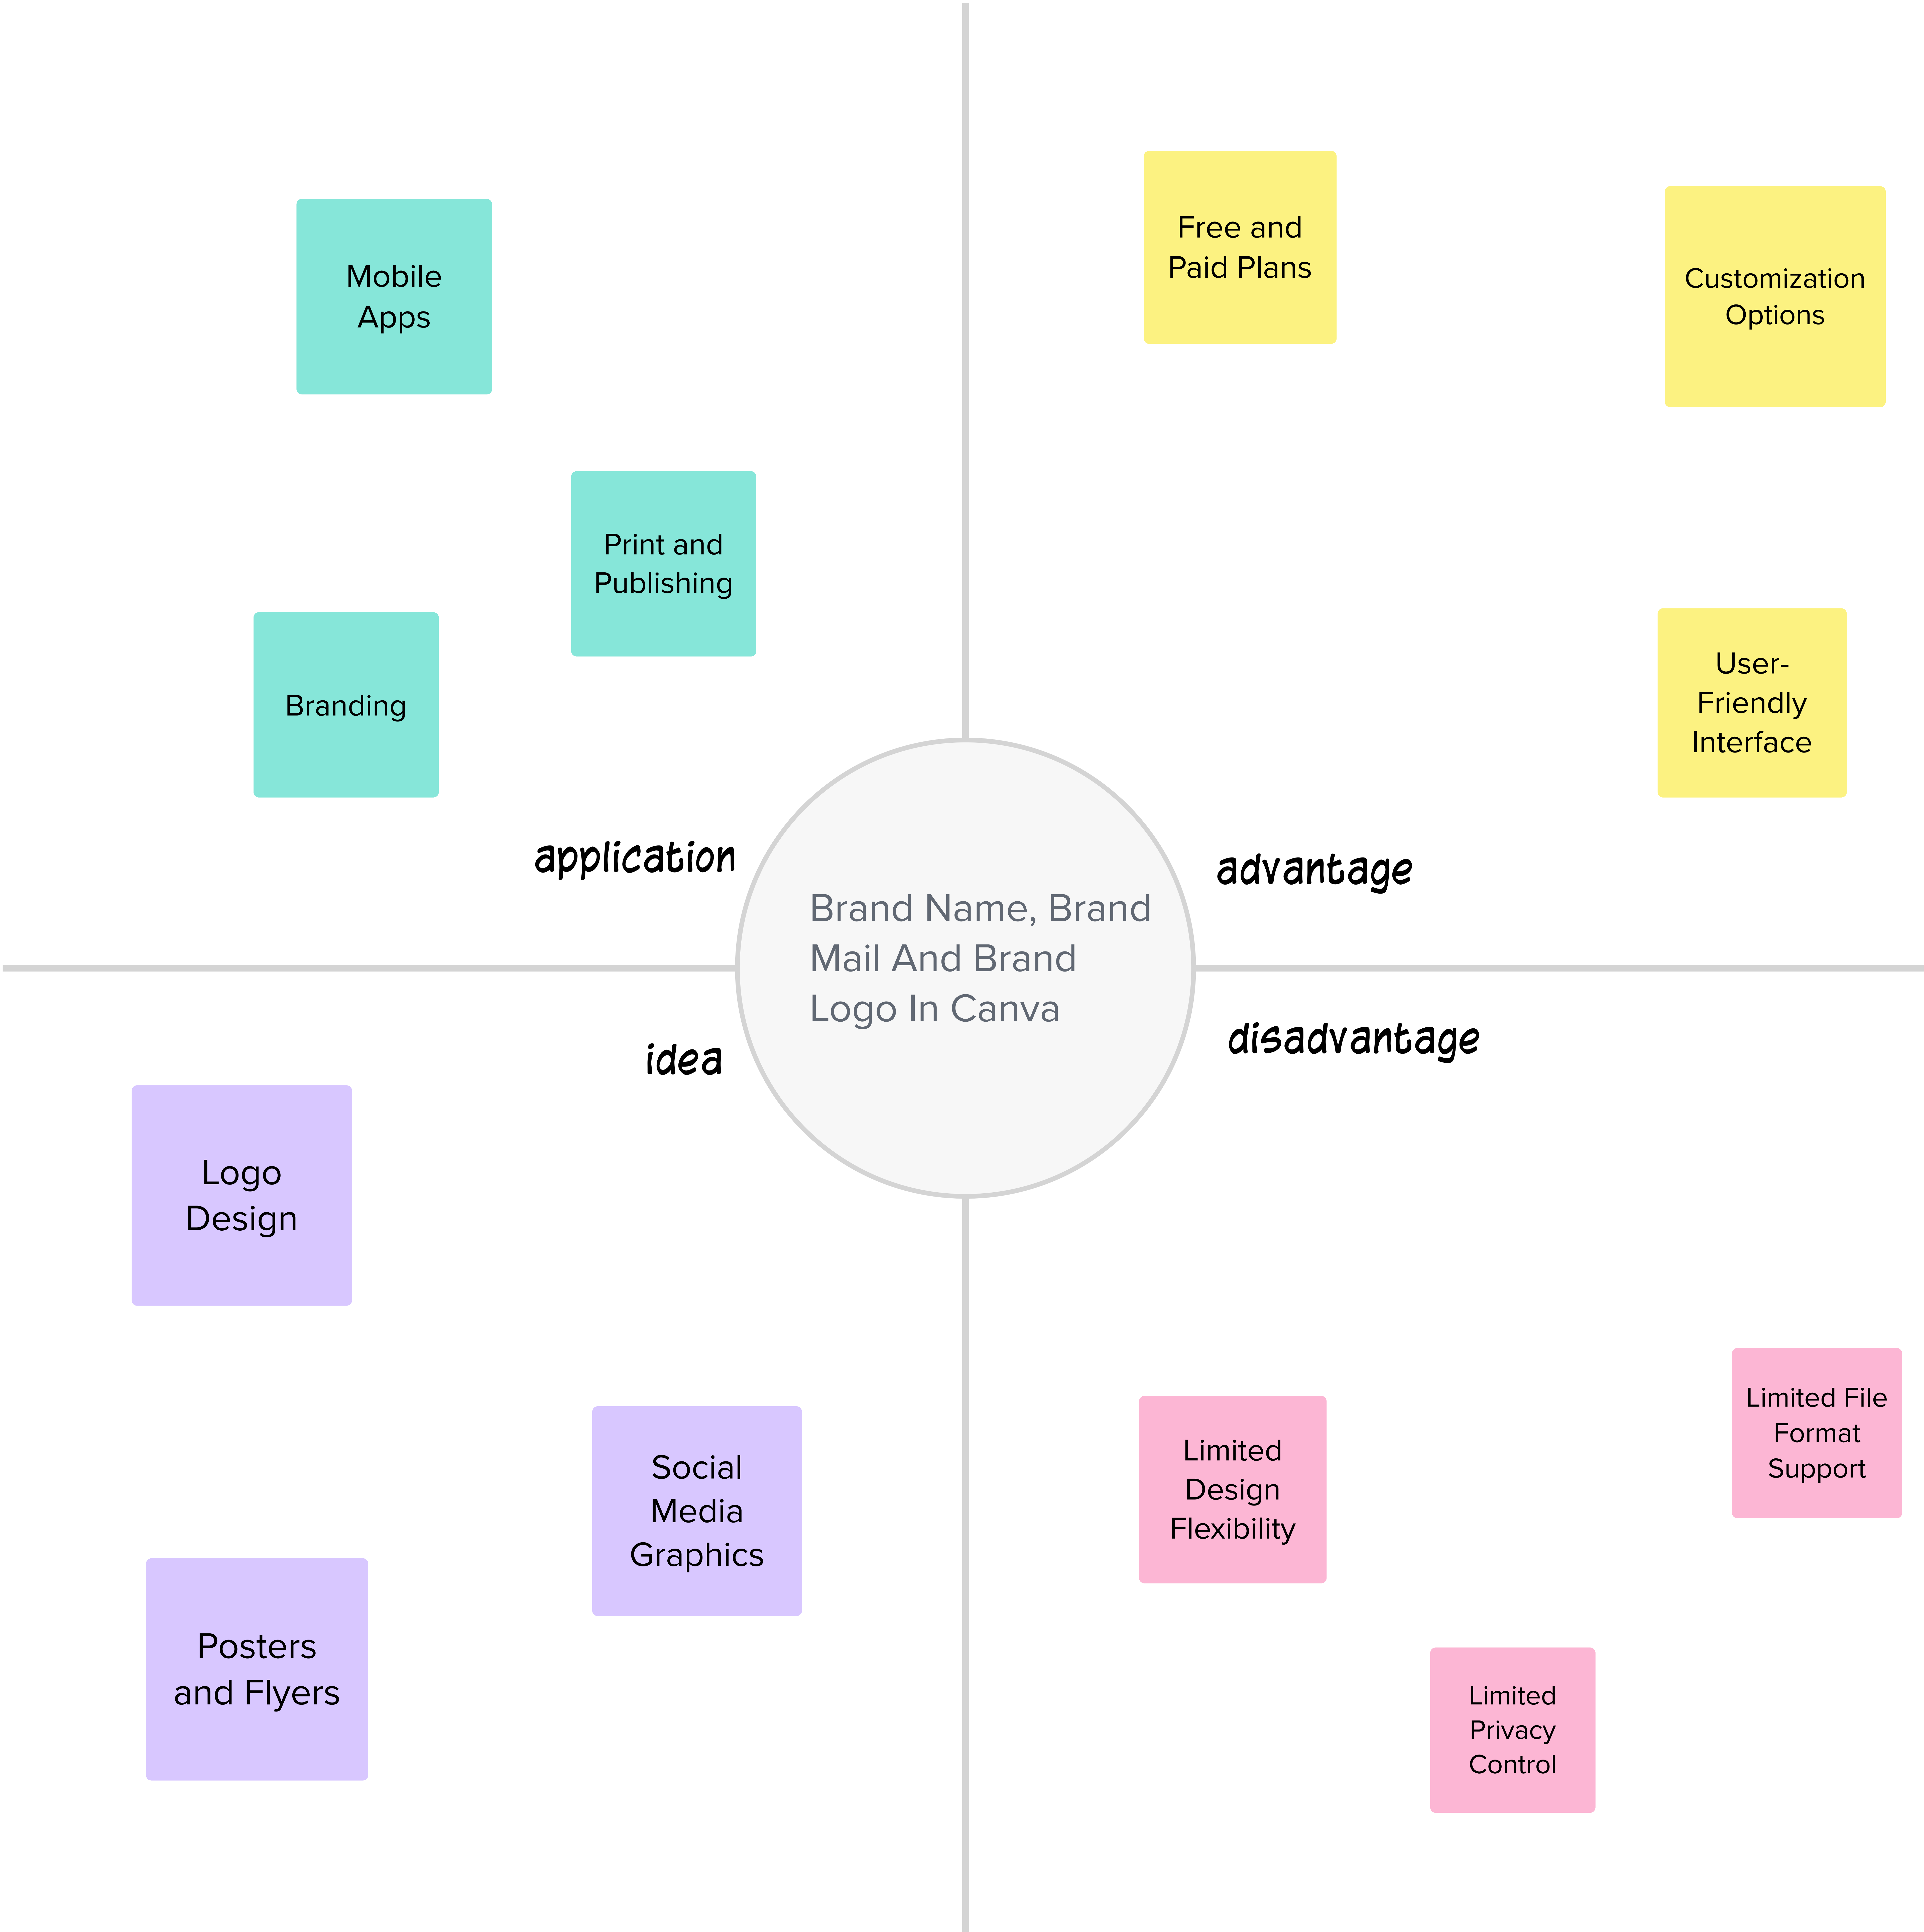 Mobile
Apps
Print and
Publishing
Branding
application
Free and
Paid Plans
Customization
Options
User-
Friendly
Interface
advantage
Brand Name, Brand
Mail And Brand
Logo In Canva
idea
Logo
Design
Social
Media
Graphics
Posters
and Flyers
disadvantage
Limited File
Format
Support
Limited
Design
Flexibility
Limited
Privacy
Control